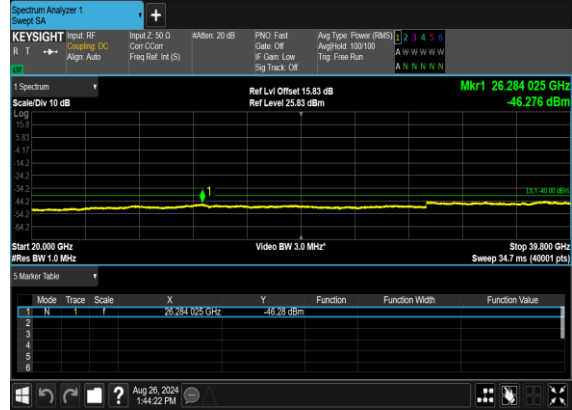 Spectrum Analyzer 1
Swept SA
+
KEYSIGHT Input: RF Input Z: 50 Ω #Atten: 20 dB PNO: Fast Avg Type: Power (RMS) 1 2 3 4 5 6
R T Coupling: DC Corr CCorr Gate: Off Avg|Hold: 100/100 A W W W W W
Align: Auto Freq Ref: Int (S) IF Gain: Low Trig: Free Run
Sig Track: Off A N N N N N
1 Spectrum Ref Lvl Offset 15.83 dB Mkr1 26.284 025 GHz
Scale/Div 10 dB Ref Level 25.83 dBm -46.276 dBm
Log
15.8
5.83
-4.17
-14.2
-24.2
-34.2
1
DL1 -40.00 dBm
-44.2
-54.2
-64.2
Start 20.000 GHz Video BW 3.0 MHz* Stop 39.800 GHz
#Res BW 1.0 MHz Sweep 34.7 ms (40001 pts)
5 Marker Table
Mode Trace Scale X Y Function Function Width Function Value
1 N 1 f 26.284 025 GHz -46.28 dBm
2
3
4
5
6
? Aug 26, 2024
1:44:22 PM